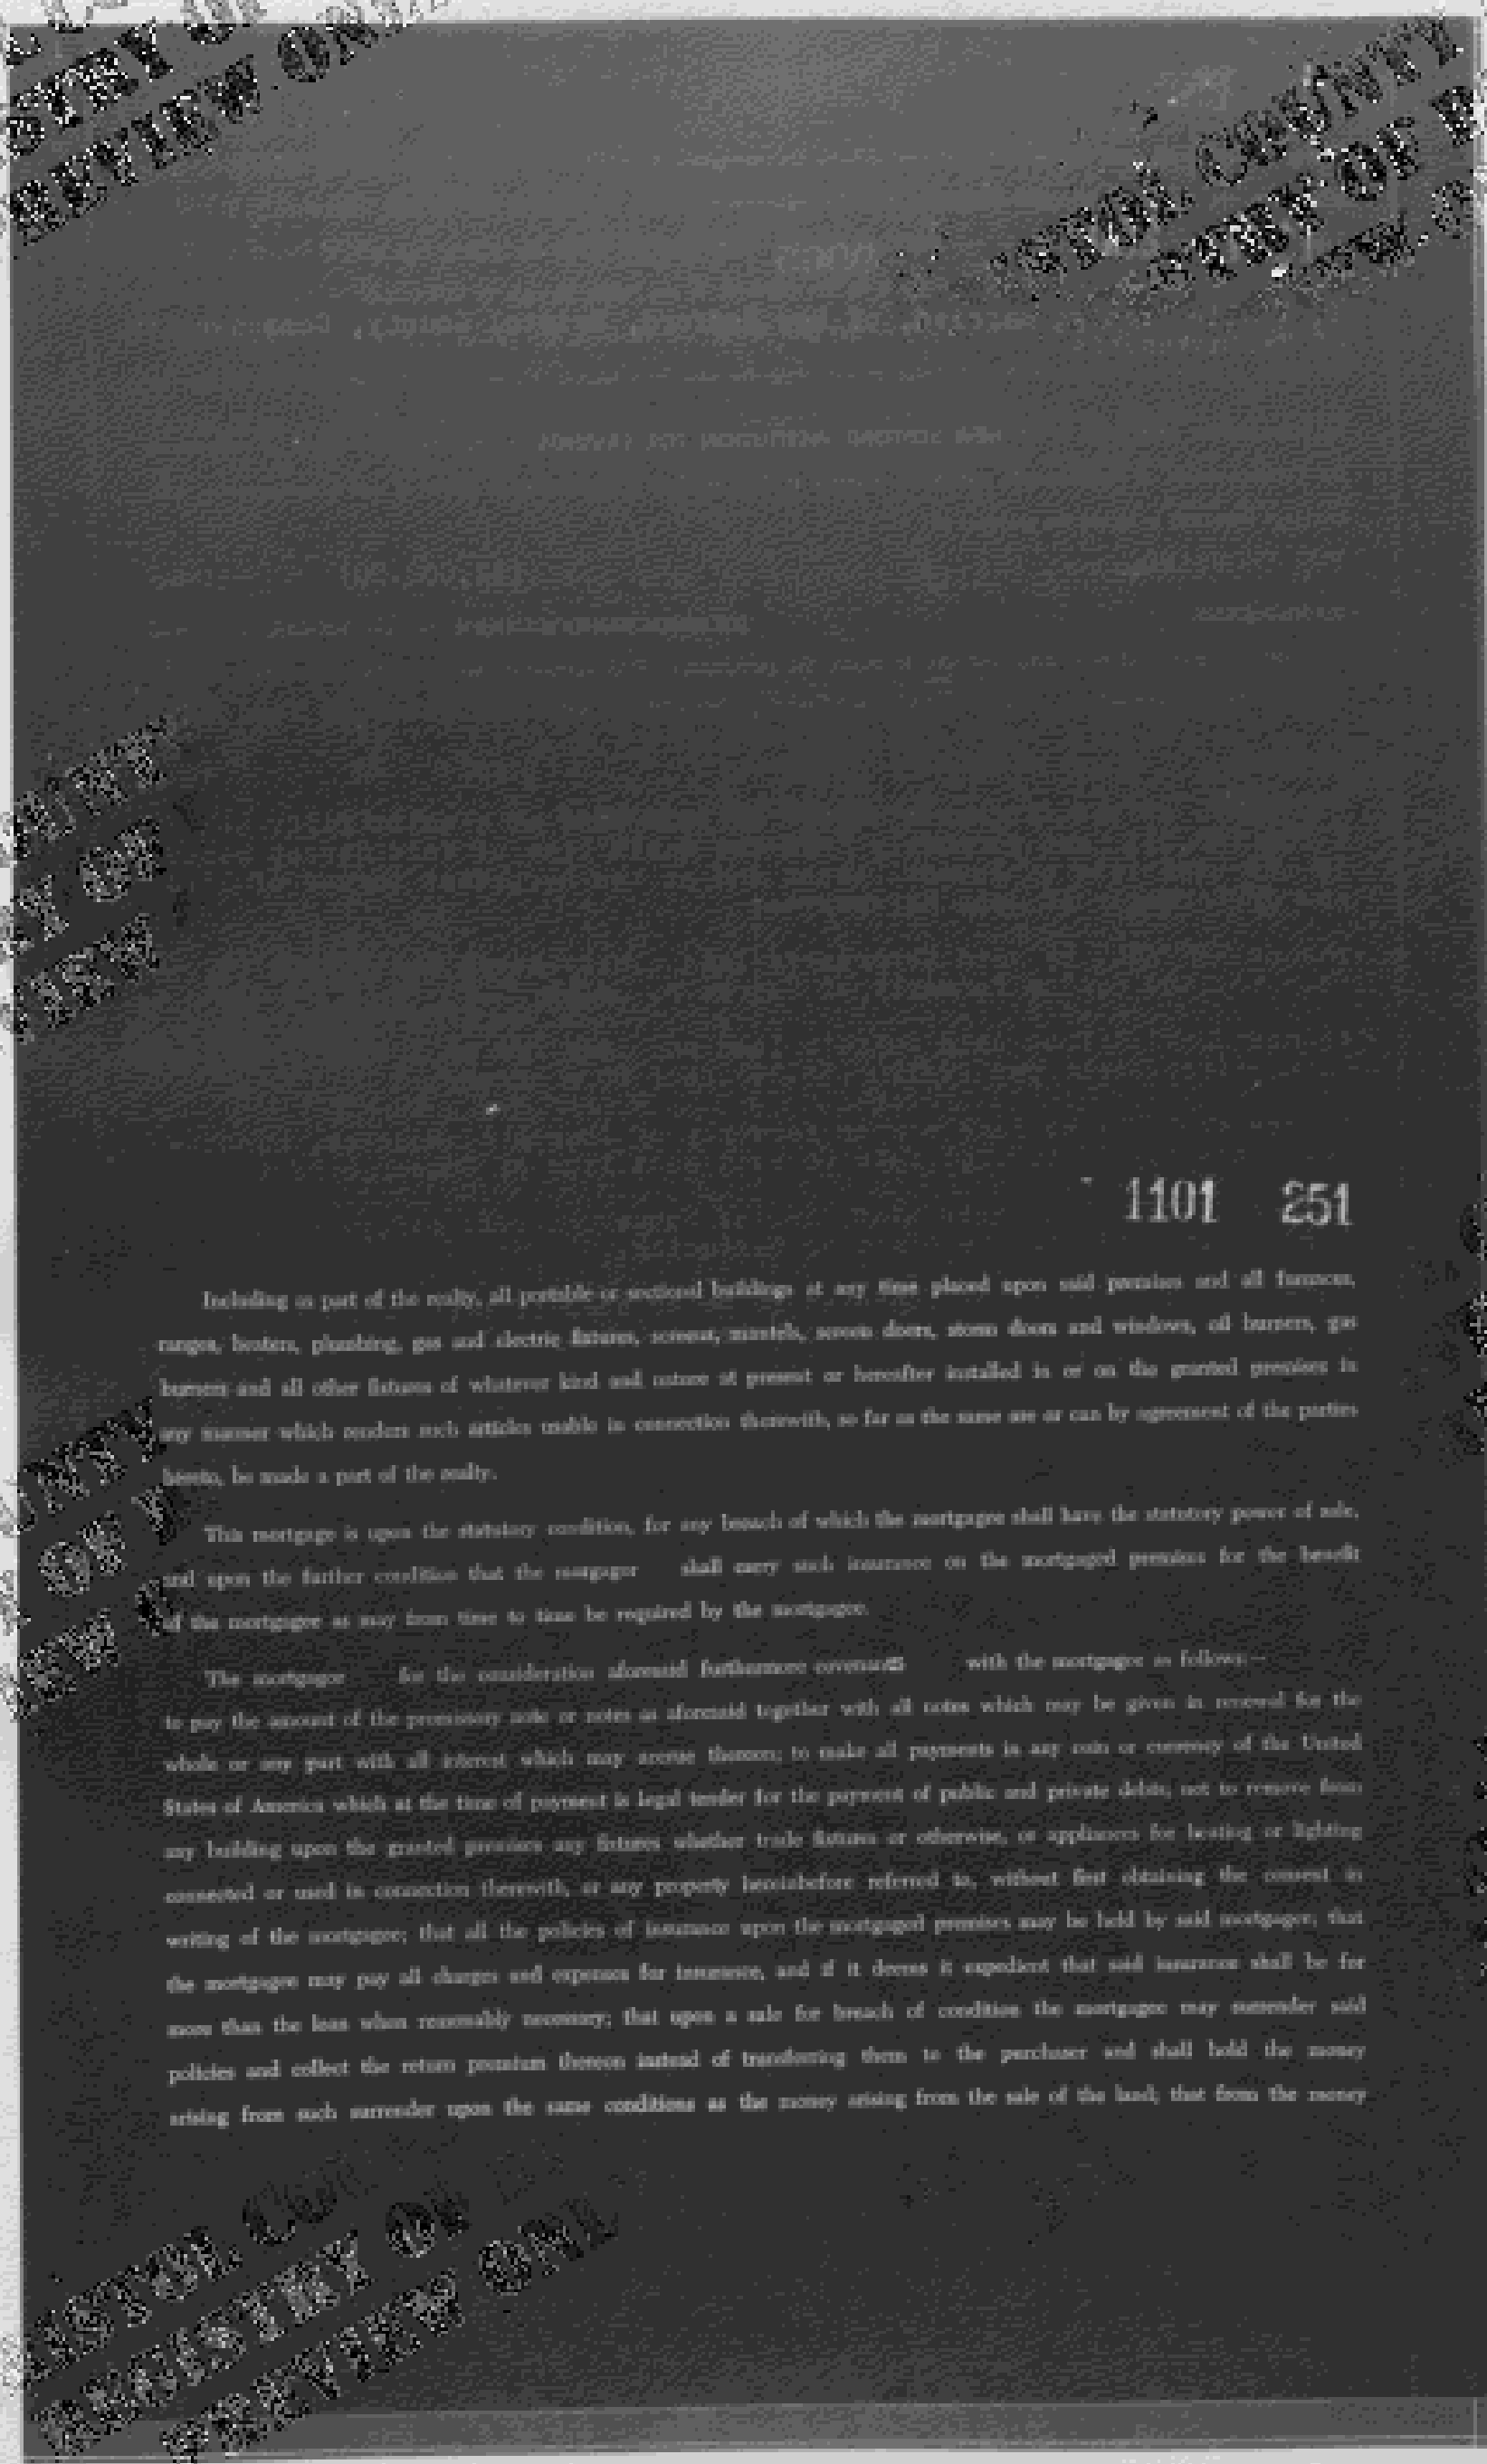 1101 251
Including as part of the realty, all portable or sectional buildings at any time placed upon said premises and all furnaces,
ranges, heaters, plumbing, gas and electric fixtures, screens, mantels, screen doors, storm doors and windows, oil burners, gas
burners and all other fixtures of whatever kind and nature at present or hereafter installed in or on the granted premises in
any manner which renders such articles usable in connection therewith, so far as the same are or can by agreement of the parties
hereto, be made a part of the realty.
This mortgage is upon the statutory condition, for any breach of which the mortgagee shall have the statutory power of sale,
and upon the further condition that the mortgagor shall carry such insurance on the mortgaged premises for the benefit
of the mortgagee as may from time to time be required by the mortgagee.
The mortgagor for the consideration aforesaid furthermore covenants with the mortgagee as follows:—
to pay the amount of the promissory note or notes as aforesaid together with all notes which may be given in renewal for the
whole or any part with all interest which may accrue thereon; to make all payments in any coin or currency of the United
States of America which at the time of payment is legal tender for the payment of public and private debts, not to remove from
any building upon the granted premises any fixtures whether trade fixtures or otherwise, or appliances for heating or lighting
connected or used in connection therewith, or any property hereinbefore referred to, without first obtaining the consent in
writing of the mortgagee; that all the policies of insurance upon the mortgaged premises may be held by said mortgagee; that
the mortgagee may pay all charges and expenses for insurance, and if it deems it expedient that said insurance shall be for
more than the loan when reasonably necessary; that upon a sale for breach of condition the mortgagee may surrender said
policies and collect the return premium thereon instead of transferring them to the purchaser and shall hold the money
arising from such surrender upon the same conditions as the money arising from the sale of the land; that from the money
REGISTRY OF
PREVIEW ONL